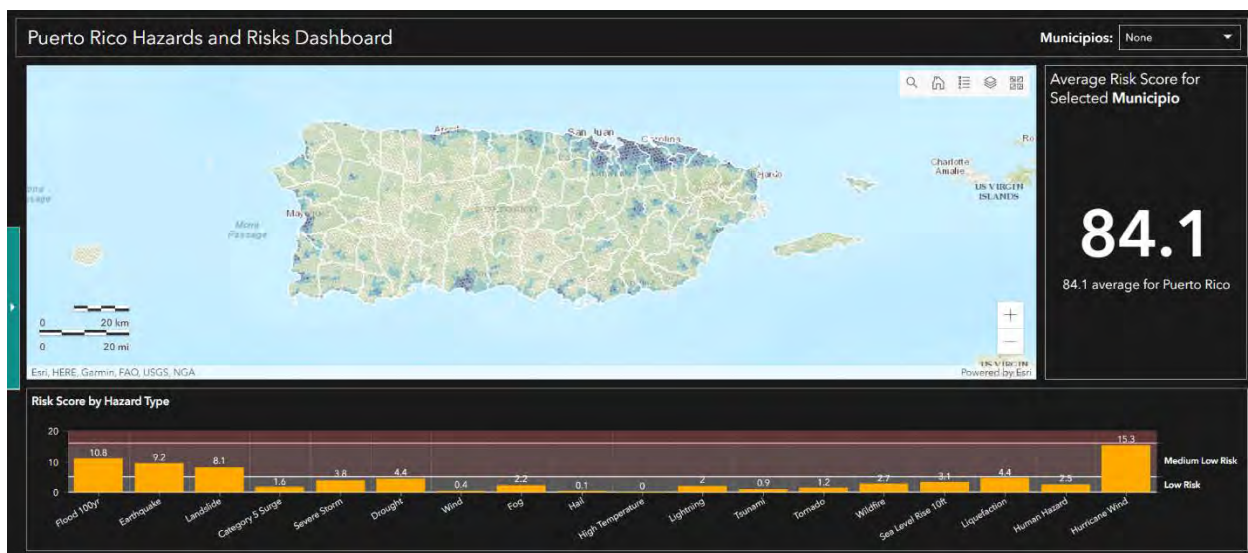 Puerto Rico Hazards and Risks Dashboard
Municipios: None
Average Risk Score for
Selected Municipio
84.1
84.1 average for Puerto Rico
San Juan
Carolina
Charlotte
Amalie
US VIRGIN
ISLANDS
Mona
Passage
0 20 km
0 20 mi
Esri, HERE, Garmin, FAO, USGS, NGA
Powered by Esri
Risk Score by Hazard Type
20
10
0
10.8
9.2
8.1
1.6
3.8
4.4
0.4
2.2
0.1
0
2
0.9
1.2
2.7
3.1
4.4
2.5
15.3
Medium Low Risk
Low Risk
Flood 100yr
Earthquake
Landslide
Category 5 Surge
Severe Storm
Drought
Wind
Fog
Hail
High Temperature
Lightning
Tsunami
Tornado
Wildfire
Sea Level Rise 10ft
Liquefaction
Human Hazard
Hurricane Wind